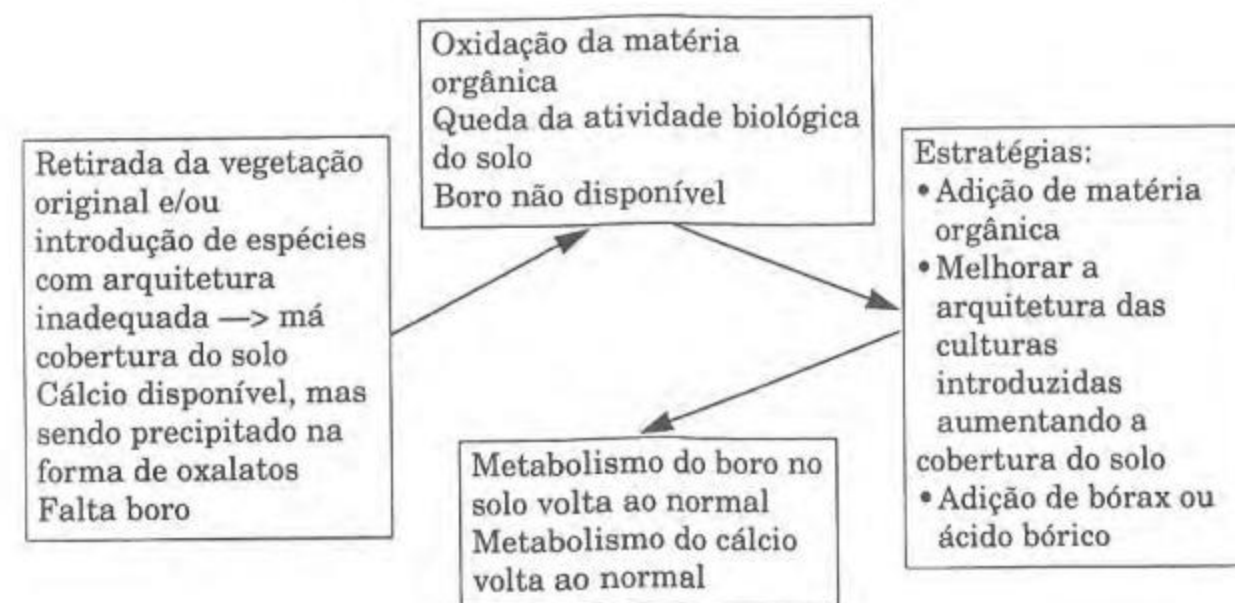 Retirada da vegetação
original e/ou
introdução de espécies
com arquitetura
inadequada —> má
cobertura do solo
Cálcio disponível, mas
sendo precipitado na
forma de oxalatos
Falta boro
Oxidação da matéria
orgânica
Queda da atividade biológica
do solo
Boro não disponível
Estratégias:
• Adição de matéria
orgânica
• Melhorar a
arquitetura das
culturas
introduzidas
aumentando a
cobertura do solo
• Adição de bórax ou
ácido bórico
Metabolismo do boro no
solo volta ao normal
Metabolismo do cálcio
volta ao normal